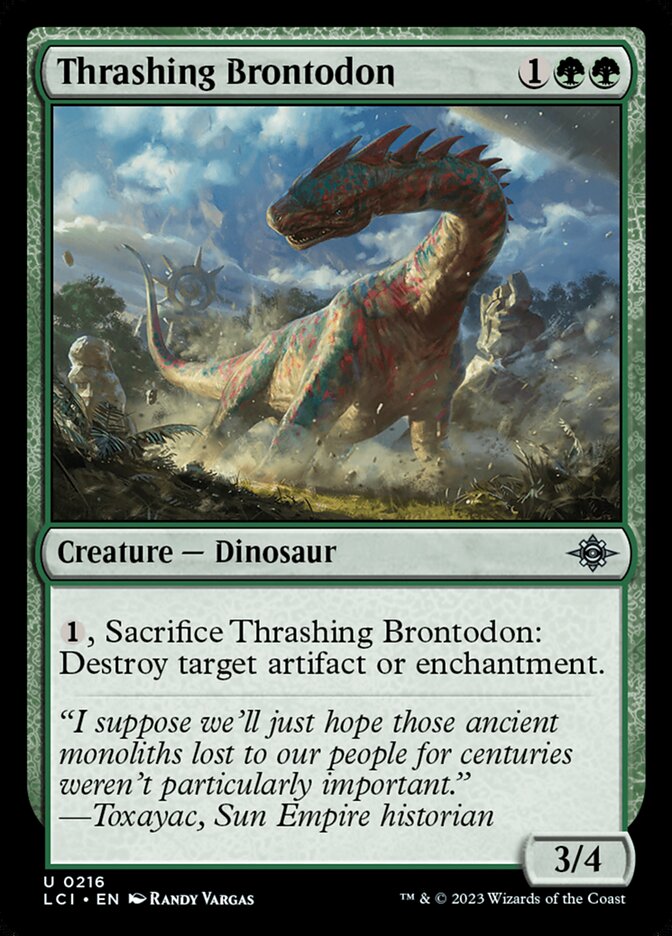 Thrashing Brontodon 1
Creature — Dinosaur
1, Sacrifice Thrashing Brontodon:
Destroy target artifact or enchantment.
“I suppose we’ll just hope those ancient
monoliths lost to our people for centuries
weren’t particularly important.”
—Toxayac, Sun Empire historian
3/4
U 0216
LCI • EN Randy Vargas
™ & © 2023 Wizards of the Coast